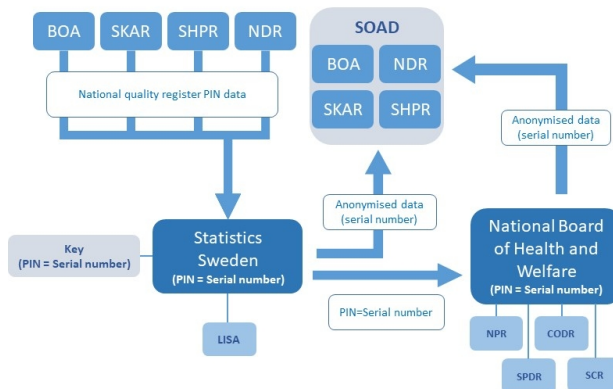 BOA
SKAR
SHPR
NDR
National quality register PIN data
SOAD
BOA
NDR
SKAR
SHPR
Anonymised data
(serial number)
Anonymised data
(serial number)
Key
(PIN = Serial number)
Statistics
Sweden
(PIN = Serial number)
National Board
of Health and
Welfare
(PIN = Serial number)
PIN=Serial number
LISA
NPR
CODR
SPDR
SCR